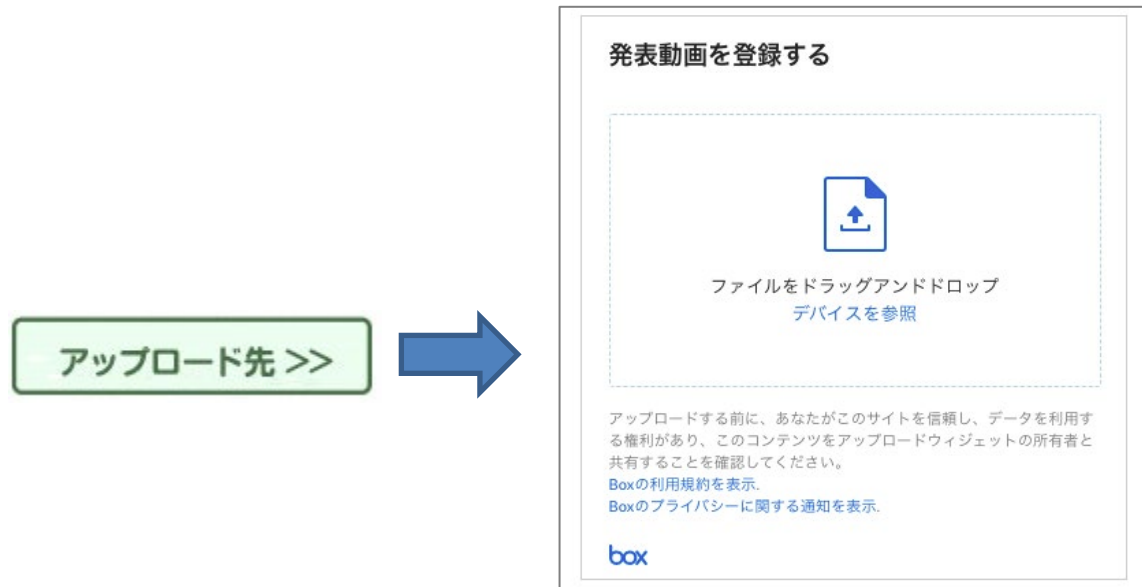 アップロード先 >>
発表動画を登録する
ファイルをドラッグアンドドロップ
デバイスを参照
アップロードする前に、あなたがこのサイトを信頼し、データを利用す
る権利があり、このコンテンツをアップロードウィジェットの所有者と
共有することを確認してください。
Boxの利用規約を表示.
Boxのプライバシーに関する通知を表示.
box